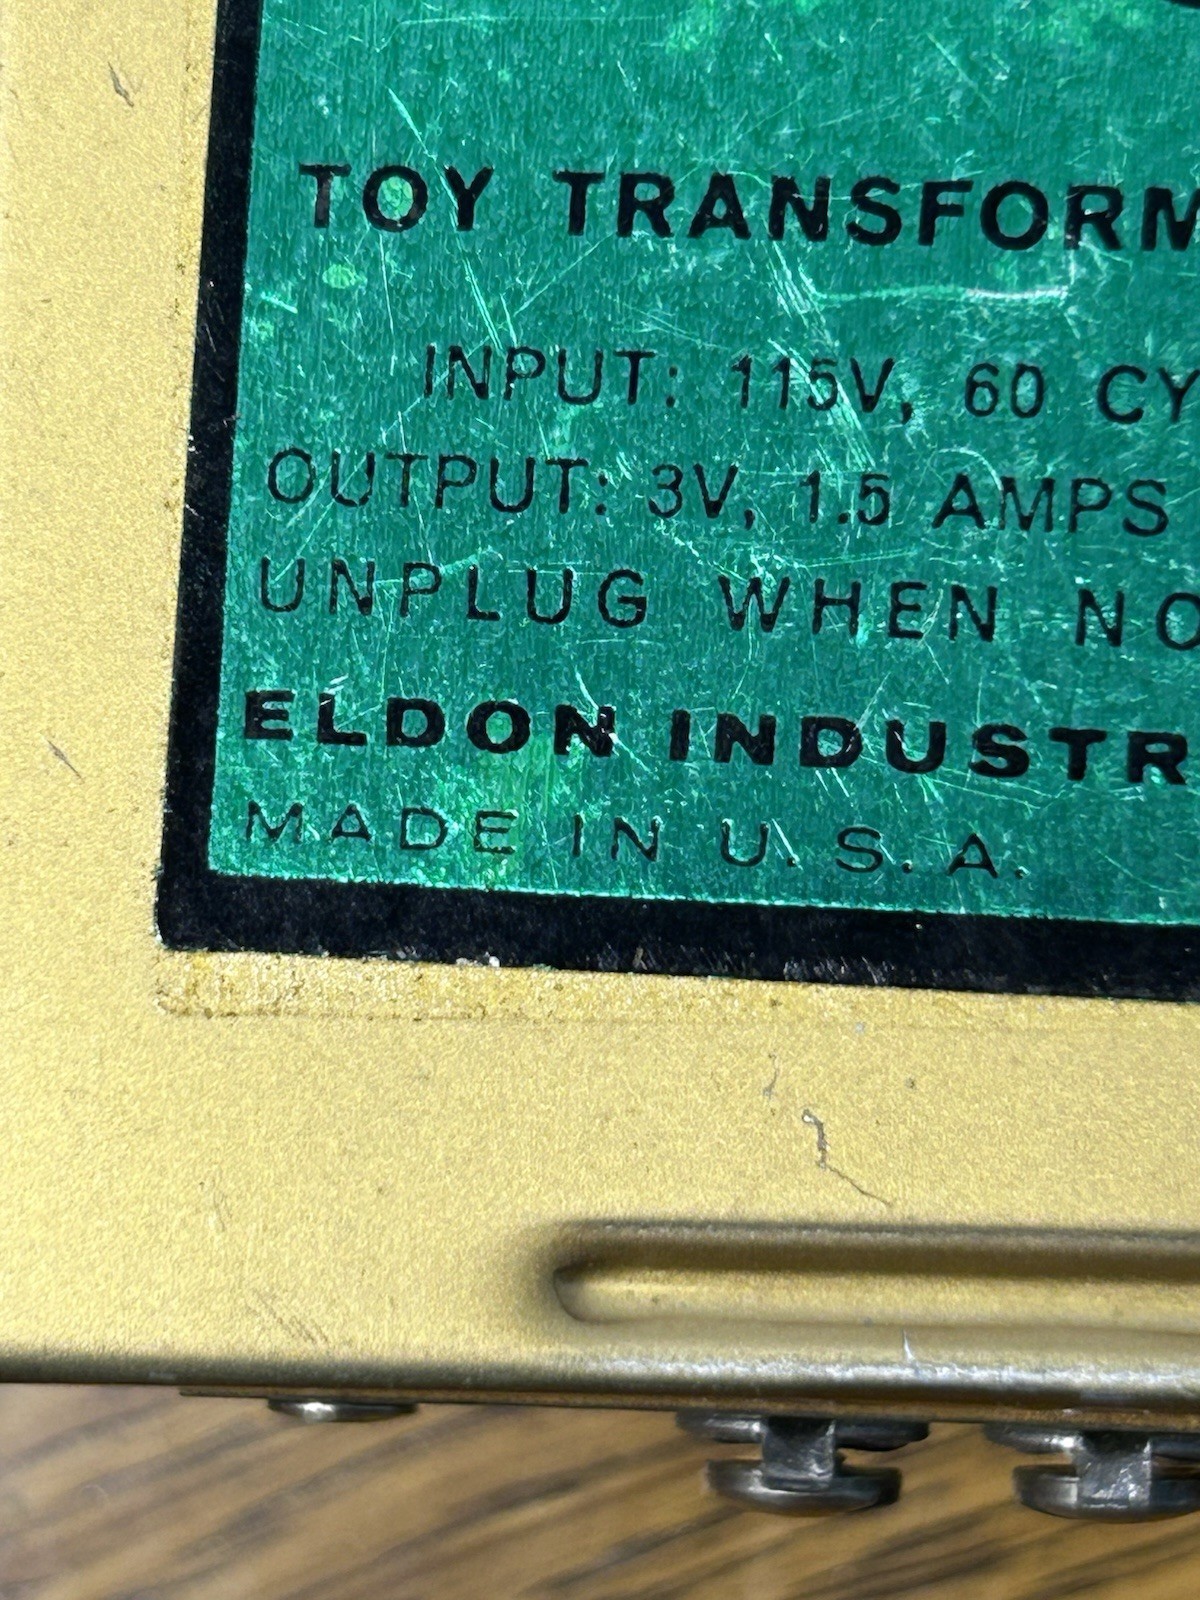 TOY TRANSFORM
INPUT: 115V, 60 CY
OUTPUT: 3V, 1.5 AMPS
UNPLUG WHEN NO
ELDON INDUSTR
MADE IN U.S.A.